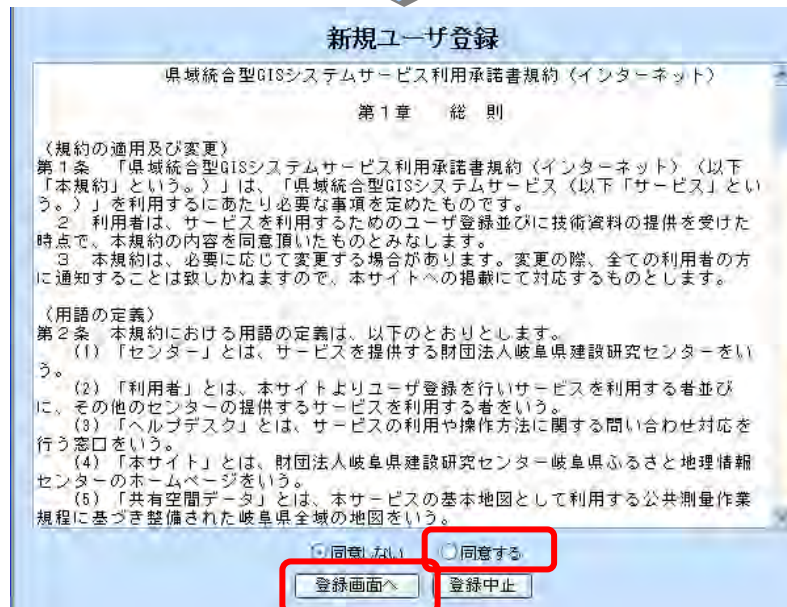 新規ユーザ登録
県域統合型GISシステムサービス利用承諾書規約（インターネット）
第1章　総　則
（規約の適用及び変更）
第１条　「県域統合型GISシステムサービス利用承諾書規約（インターネット）（以下
「本規約」という。）」は、「県域統合型GISシステムサービス（以下「サービス」とい
う。）」を利用するにあたり必要な事項を定めたものです。
２　利用者は、サービスを利用するためのユーザ登録並びに技術資料の提供を受けた
時点で、本規約の内容を同意頂いたものとみなします。
３　本規約は、必要に応じて変更する場合があります。変更の際、全ての利用者の方
に通知することは致しかねますので、本サイトへの掲載にて対応するものとします。
（用語の定義）
第２条　本規約における用語の定義は、以下のとおりとします。
(1)　「センター」とは、サービスを提供する財団法人岐阜県建設研究センターをい
う。
(2)　「利用者」とは、本サイトよりユーザ登録を行いサービスを利用する者並び
に、その他のセンターの提供するサービスを利用する者をいう。
(3)　「ヘルプデスク」とは、サービスの利用や操作方法に関する問い合わせ対応を
行う窓口をいう。
(4)　「本サイト」とは、財団法人岐阜県建設研究センター岐阜県ふるさと地理情報
センターのホームページをいう。
(5)　「共有空間データ」とは、本サービスの基本地図として利用する公共測量作業
規程に基づき整備された岐阜県全域の地図をいう。
同意しない　同意する
登録画面へ　登録中止